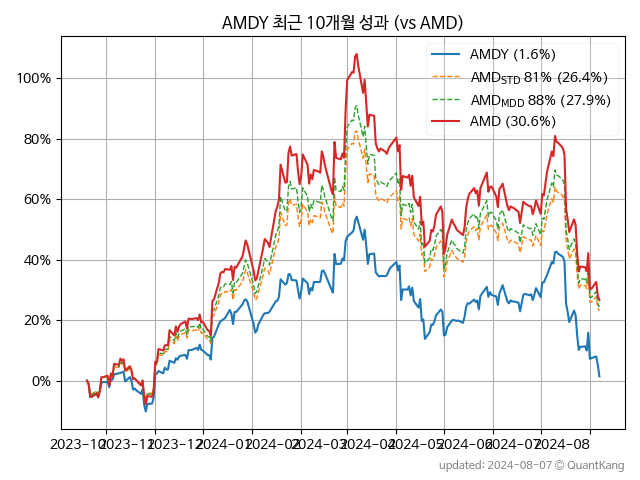 AMDY 최근 10개월 성과 (vs AMD)
AMDY (1.6%)
AMD_STD 81% (26.4%)
AMD_MDD 88% (27.9%)
AMD (30.6%)
100%
80%
60%
40%
20%
0%
2023-10 2023-11 2023-12 2024-01 2024-02 2024-03 2024-04 2024-05 2024-06 2024-07 2024-08
updated: 2024-08-07 © QuantKang